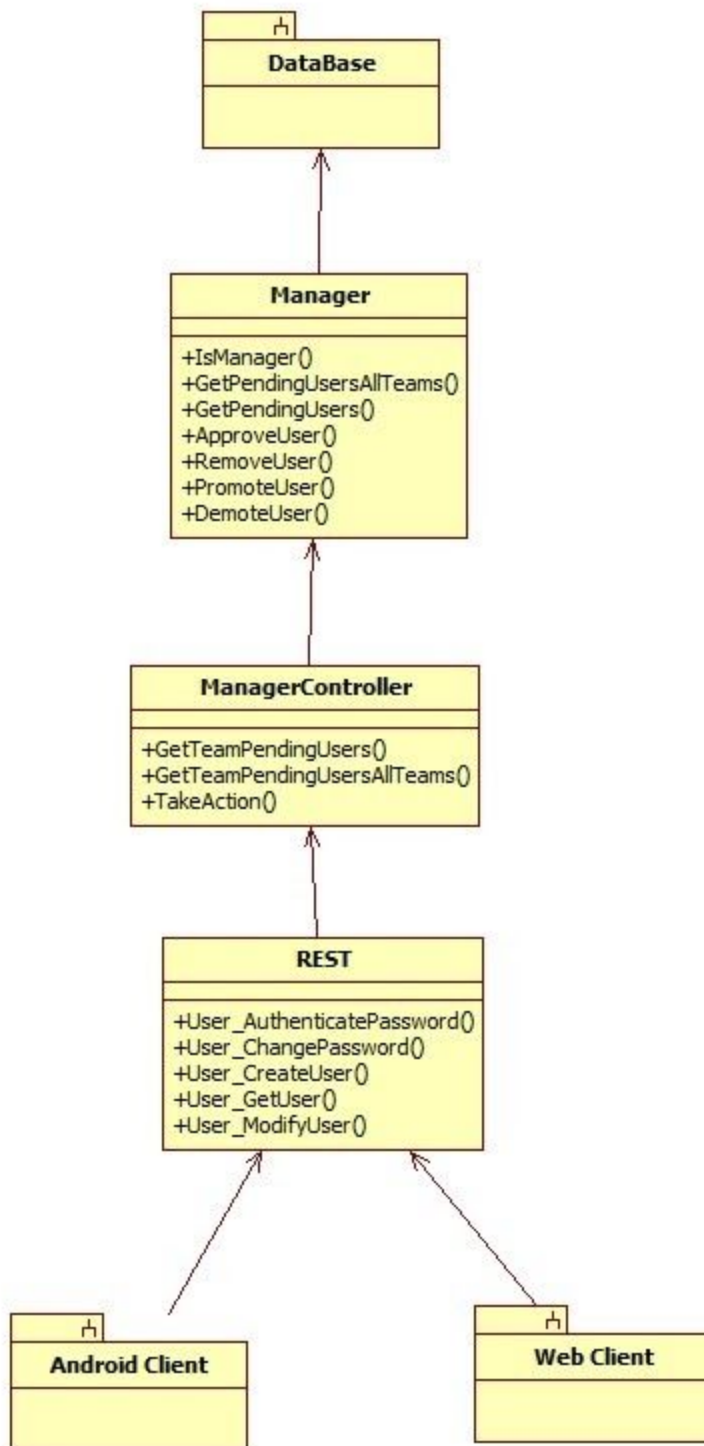 DataBase
Manager
+IsManager()
+GetPendingUsersAllTeams()
+GetPendingUsers()
+ApproveUser()
+RemoveUser()
+PromoteUser()
+DemoteUser()
ManagerController
+GetTeamPendingUsers()
+GetTeamPendingUsersAllTeams()
+TakeAction()
REST
+User_AuthenticatePassword()
+User_ChangePassword()
+User_CreateUser()
+User_GetUser()
+User_ModifyUser()
Android Client
Web Client